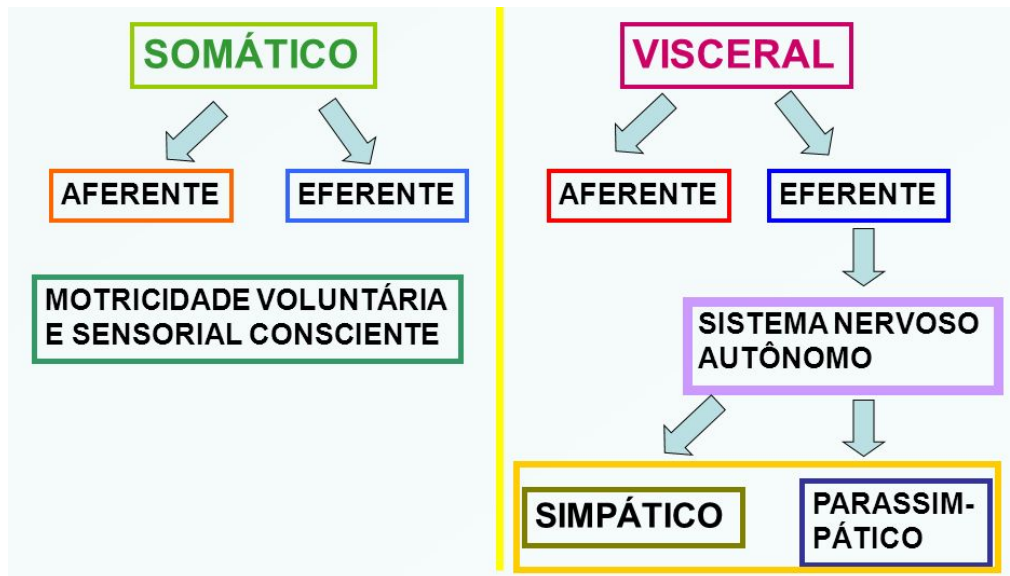 SOMÁTICO
AFERENTE
EFERENTE
MOTRICIDADE VOLUNTÁRIA
E SENSORIAL CONSCIENTE
VISCERAL
AFERENTE
EFERENTE
SISTEMA NERVOSO
AUTÔNOMO
SIMPÁTICO
PARASSIM-
PÁTICO